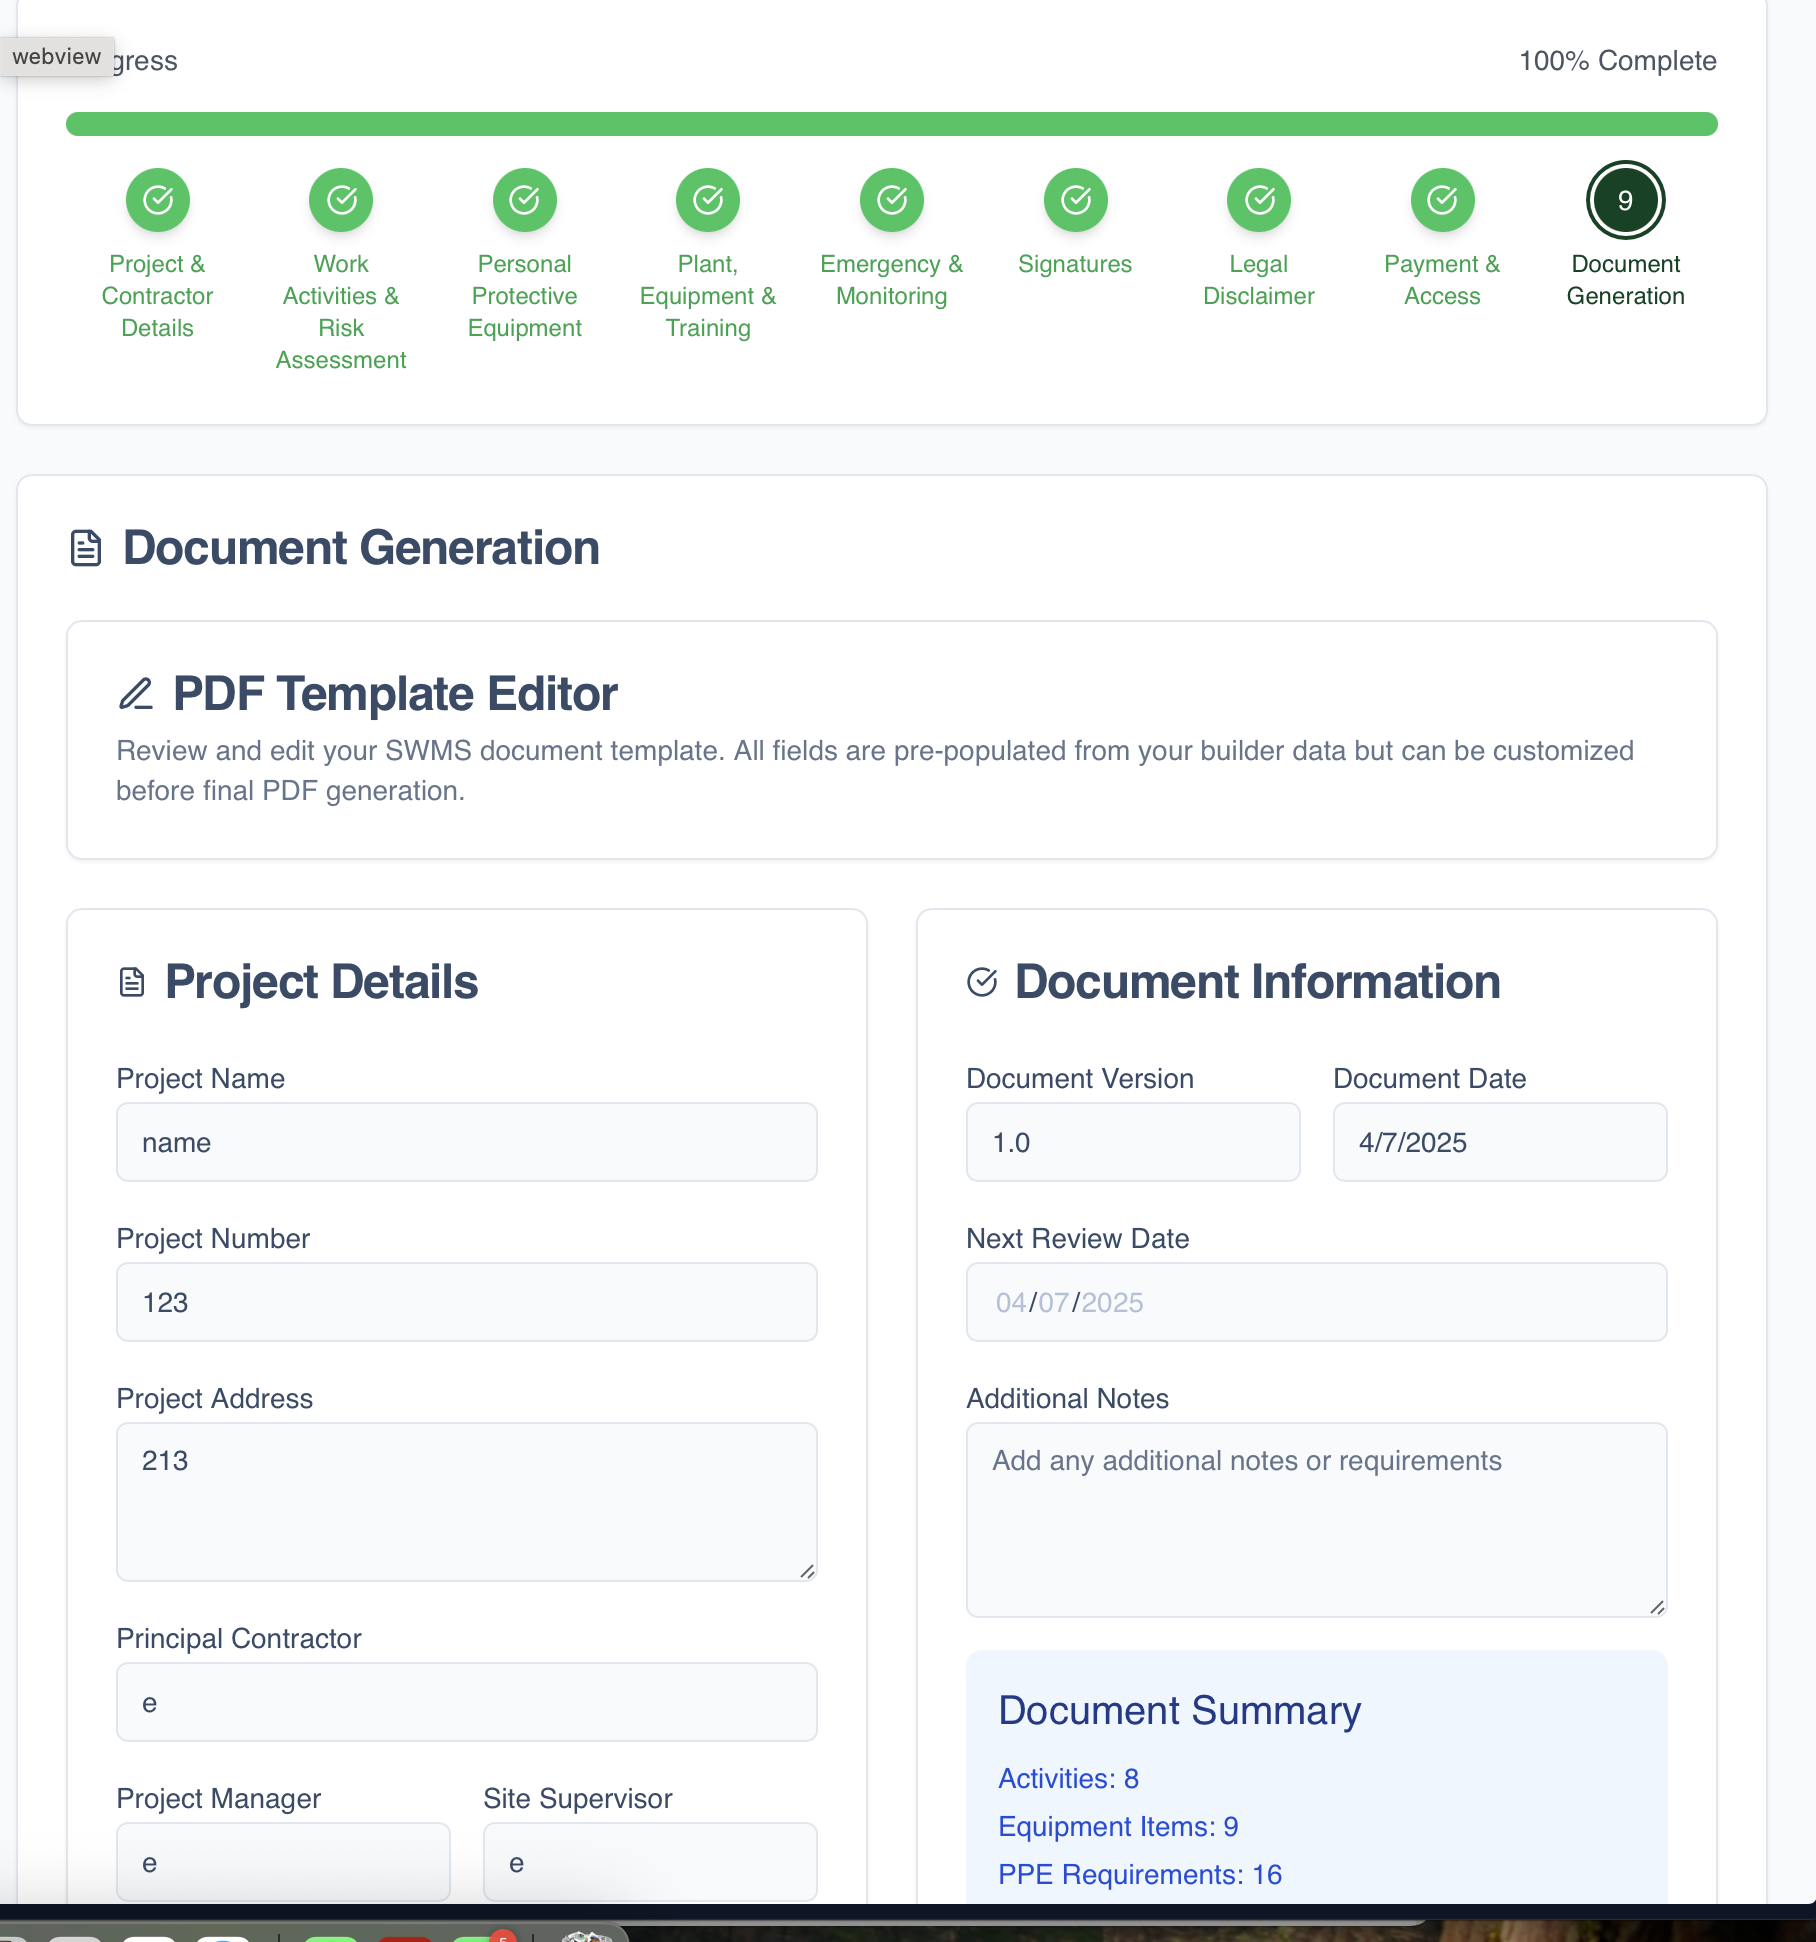 webview
gress
100% Complete
9
Project &
Contractor
Details
Work
Activities &
Risk
Assessment
Personal
Protective
Equipment
Plant,
Equipment &
Training
Emergency &
Monitoring
Signatures
Legal
Disclaimer
Payment &
Access
Document
Generation
Document Generation
PDF Template Editor
Review and edit your SWMS document template. All fields are pre-populated from your builder data but can be customized
before final PDF generation.
Project Details
Project Name
name
Project Number
123
Project Address
213
Principal Contractor
e
Project Manager
Site Supervisor
e
e
Document Information
Document Version
Document Date
1.0
4/7/2025
Next Review Date
04/07/2025
Additional Notes
Add any additional notes or requirements
Document Summary
Activities: 8
Equipment Items: 9
PPE Requirements: 16
5